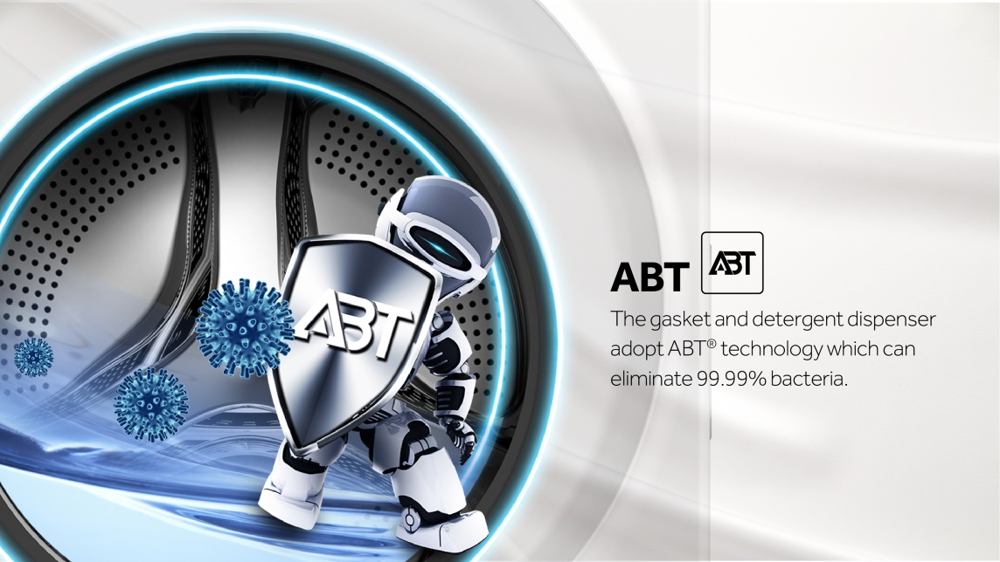 ABT
ABT ABT
The gasket and detergent dispenser
adopt ABT® technology which can
eliminate 99.99% bacteria.